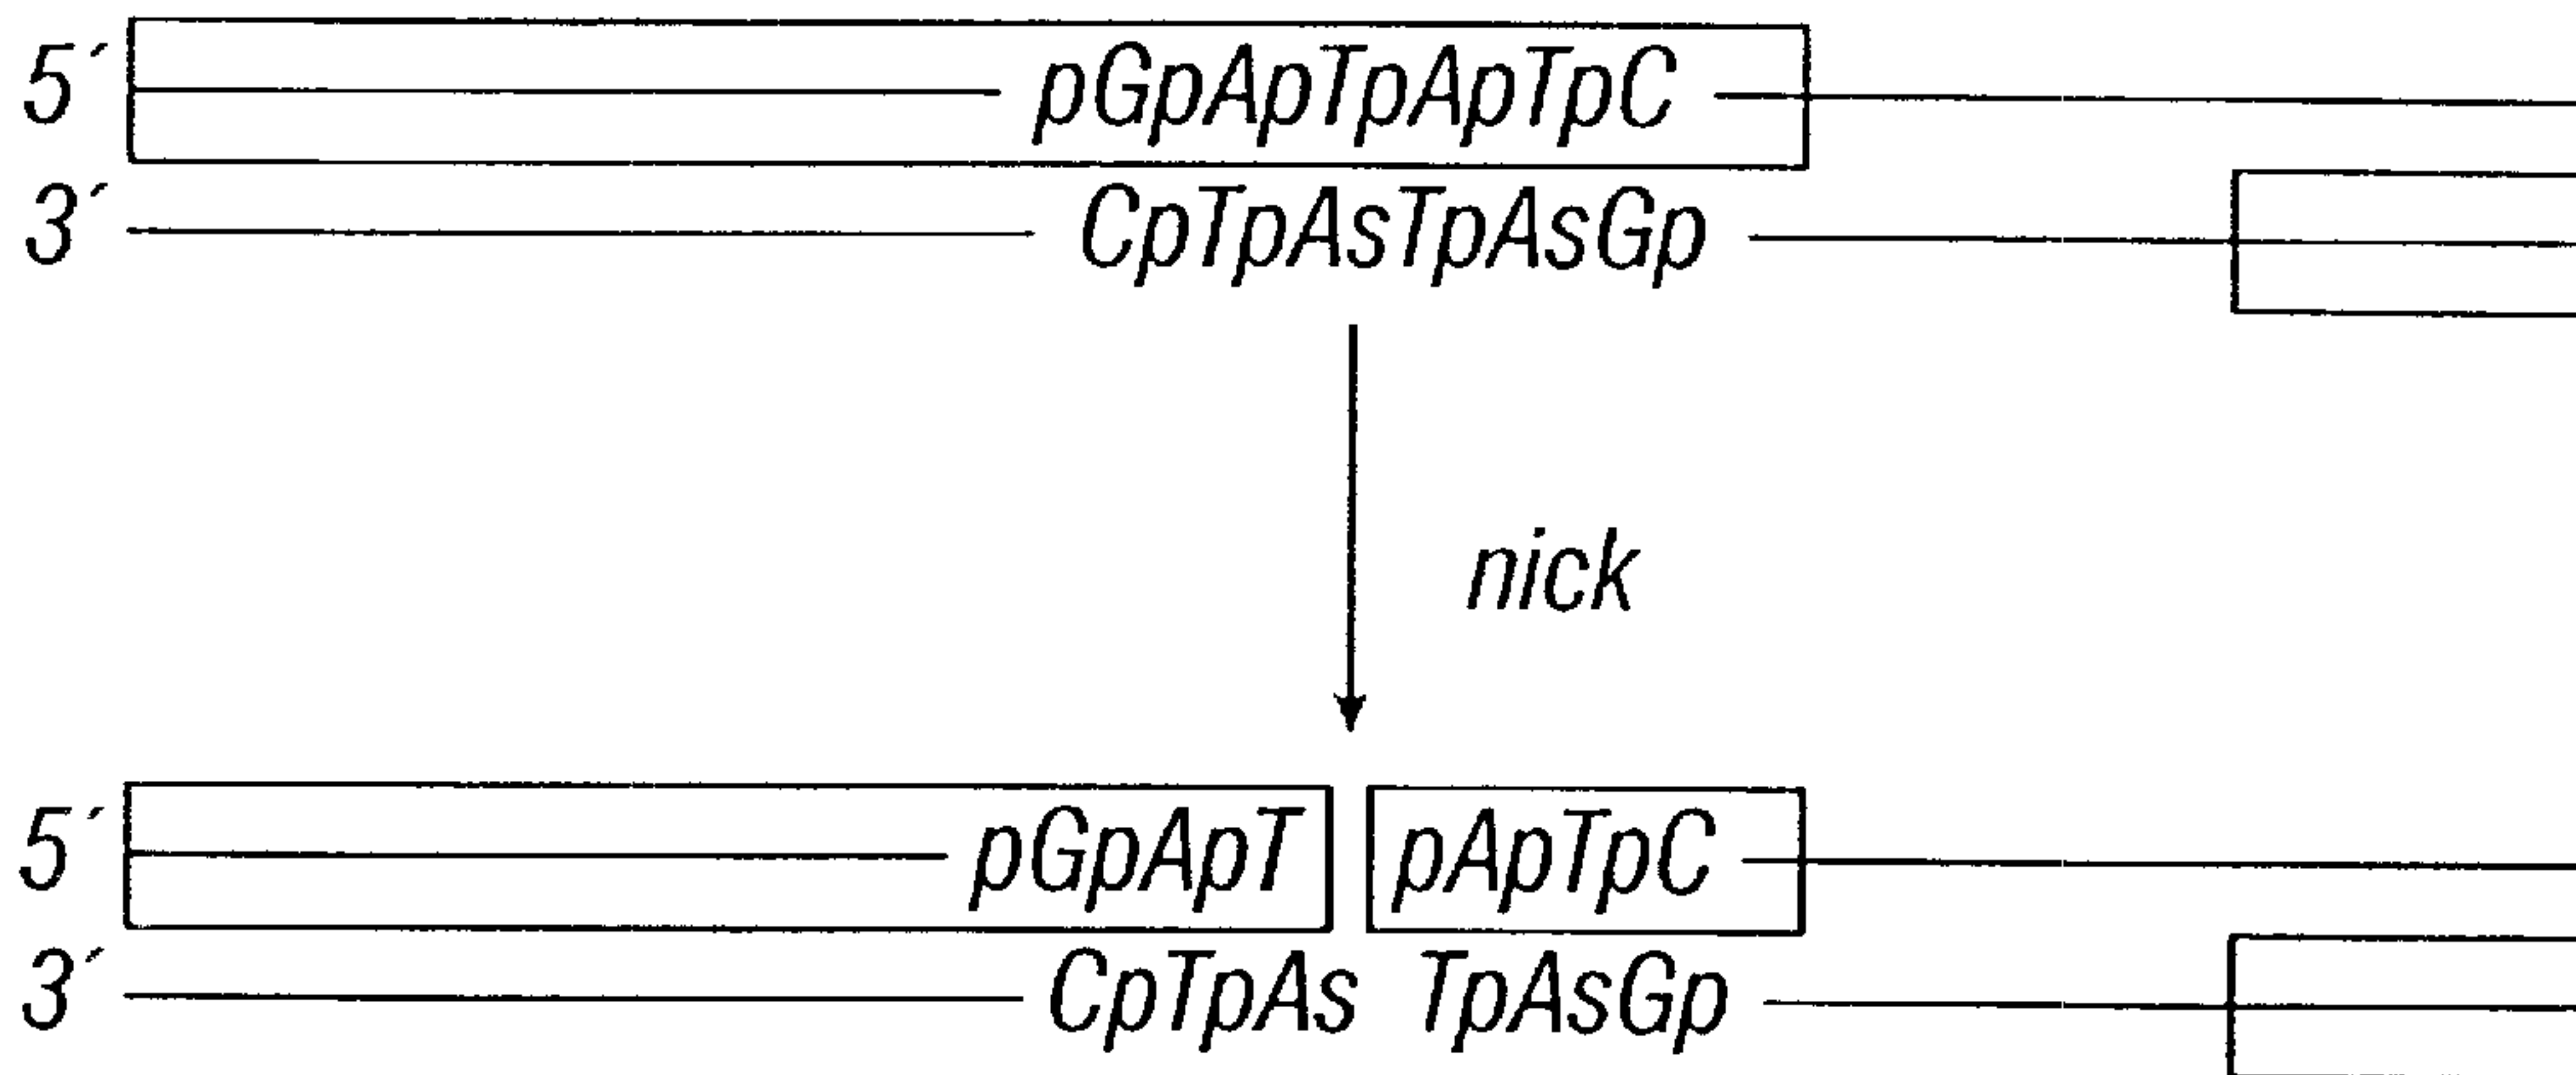 5´ pGpApTpApTpC
3´ CpTpAsTpAsGp
nick
5´ pGpApT pApTpC
3´ CpTpAs TpAsGp